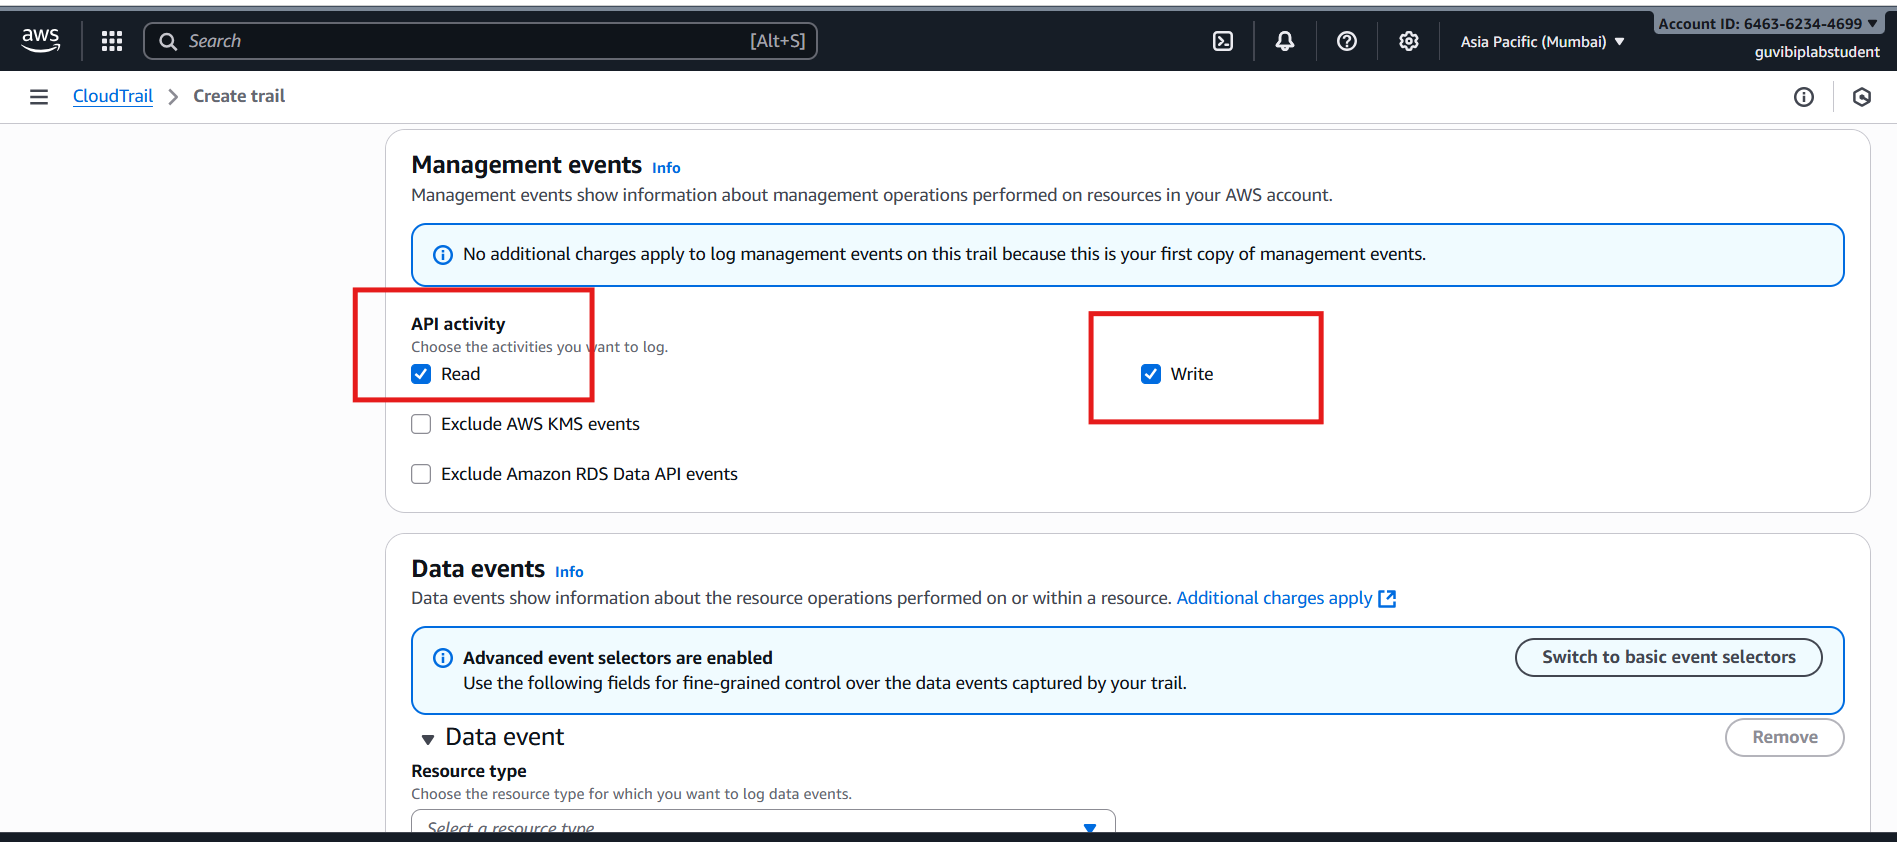 aws
Search
[Alt+S]
Asia Pacific (Mumbai)
Account ID: 6463-6234-4699
guvibiplabstudent
CloudTrail > Create trail
Management events Info
Management events show information about management operations performed on resources in your AWS account.
No additional charges apply to log management events on this trail because this is your first copy of management events.
API activity
Choose the activities you want to log.
Read
Write
Exclude AWS KMS events
Exclude Amazon RDS Data API events
Data events Info
Data events show information about the resource operations performed on or within a resource. Additional charges apply
Advanced event selectors are enabled
Use the following fields for fine-grained control over the data events captured by your trail.
Switch to basic event selectors
Data event
Remove
Resource type
Choose the resource type for which you want to log data events.
Select a resource type